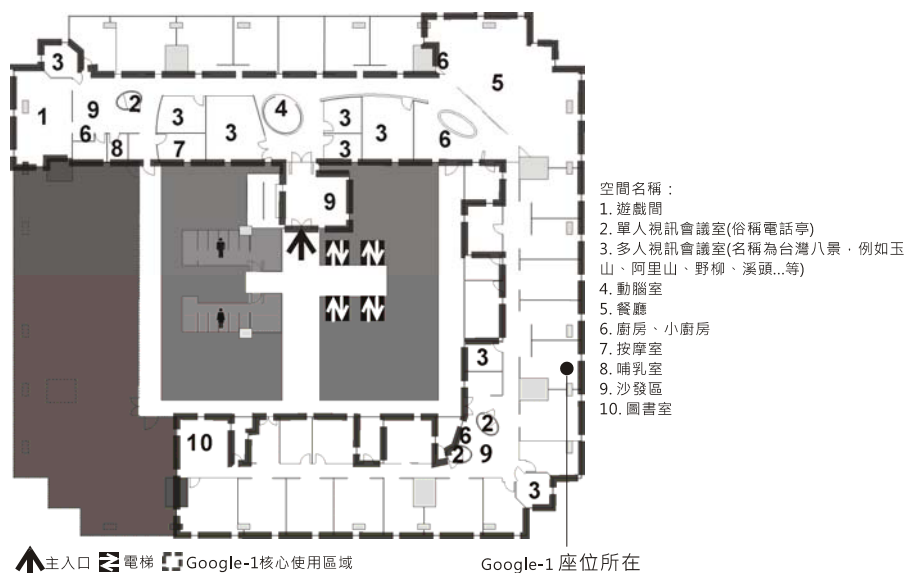 3
6
5
1
9
2
4
3
3
3
3
6
6
8
7
3
9
空間名稱：
1. 遊戲間
2. 單人視訊會議室(俗稱電話亭)
3. 多人視訊會議室(名稱為台灣八景，例如玉
山、阿里山、野柳、溪頭...等)
4. 動腦室
5. 餐廳
6. 廚房、小廚房
7. 按摩室
8. 哺乳室
9. 沙發區
10. 圖書室
3
2
10
6
2
9
3
主入口 電梯 Google-1核心使用區域
Google-1 座位所在